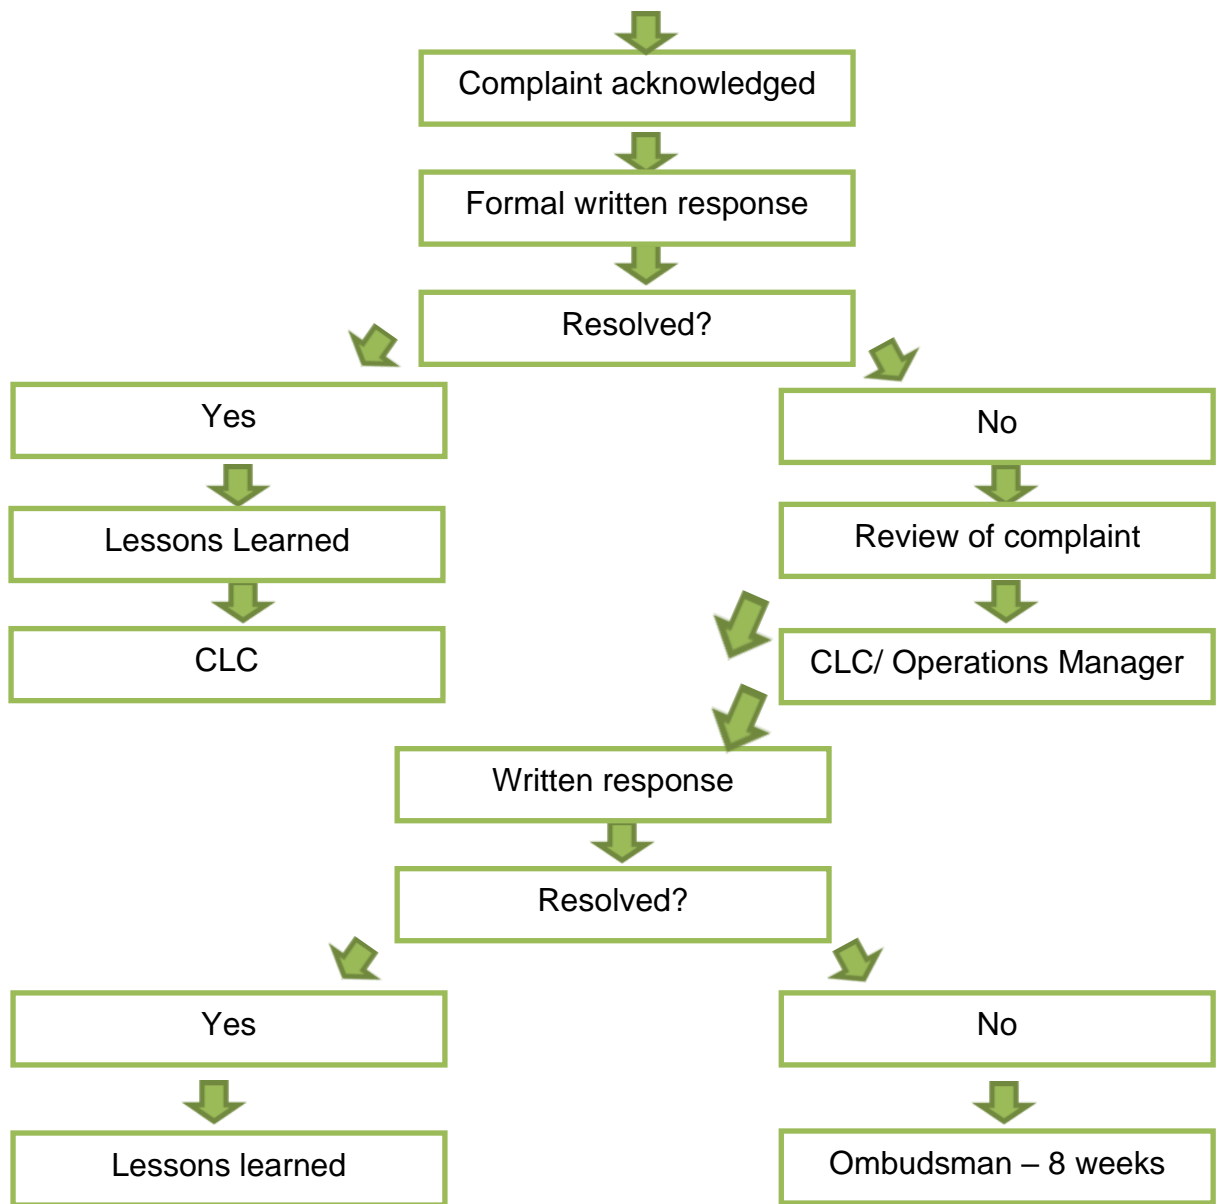 Complaint acknowledged
Formal written response
Resolved?
Yes
No
Lessons Learned
Review of complaint
CLC
CLC/ Operations Manager
Written response
Resolved?
Yes
No
Lessons learned
Ombudsman – 8 weeks